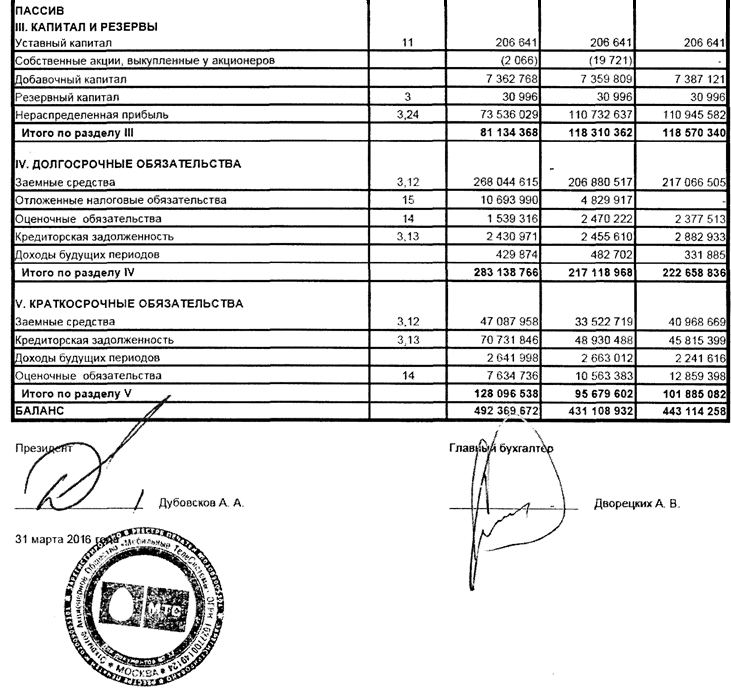 ПАССИВ
III. КАПИТАЛ И РЕЗЕРВЫ
Уставный капитал 11 206 641 206 641 206 641
Собственные акции, выкупленные у акционеров (2 066) (19 721) -
Добавочный капитал 7 362 768 7 359 809 7 387 121
Резервный капитал 3 30 996 30 996 30 996
Нераспределенная прибыль 3,24 73 536 029 110 732 637 110 945 582
Итого по разделу III 81 134 368 118 310 362 118 570 340
IV. ДОЛГОСРОЧНЫЕ ОБЯЗАТЕЛЬСТВА
Заемные средства 3,12 268 044 615 206 880 517 217 066 505
Отложенные налоговые обязательства 15 10 693 990 4 829 917 -
Оценочные обязательства 14 1 539 316 2 470 222 2 377 513
Кредиторская задолженность 3,13 2 430 971 2 455 610 2 882 933
Доходы будущих периодов 429 874 482 702 331 885
Итого по разделу IV 283 138 766 217 118 968 222 658 836
V. КРАТКОСРОЧНЫЕ ОБЯЗАТЕЛЬСТВА
Заемные средства 3,12 47 087 958 33 522 719 40 968 669
Кредиторская задолженность 3,13 70 731 846 48 930 488 45 815 399
Доходы будущих периодов 2 641 998 2 663 012 2 241 616
Оценочные обязательства 14 7 634 736 10 563 383 12 859 398
Итого по разделу V 128 096 538 95 679 602 101 885 082
БАЛАНС 492 369 672 431 108 932 443 114 258
Президент Главный бухгалтер
Дубовсков А. А. Дворецких А. В.
31 марта 2016 года
Открытое Акционерное Общество «Мобильные ТелеСистемы» ОГРН 1027700149124
МТС
МОСКВА